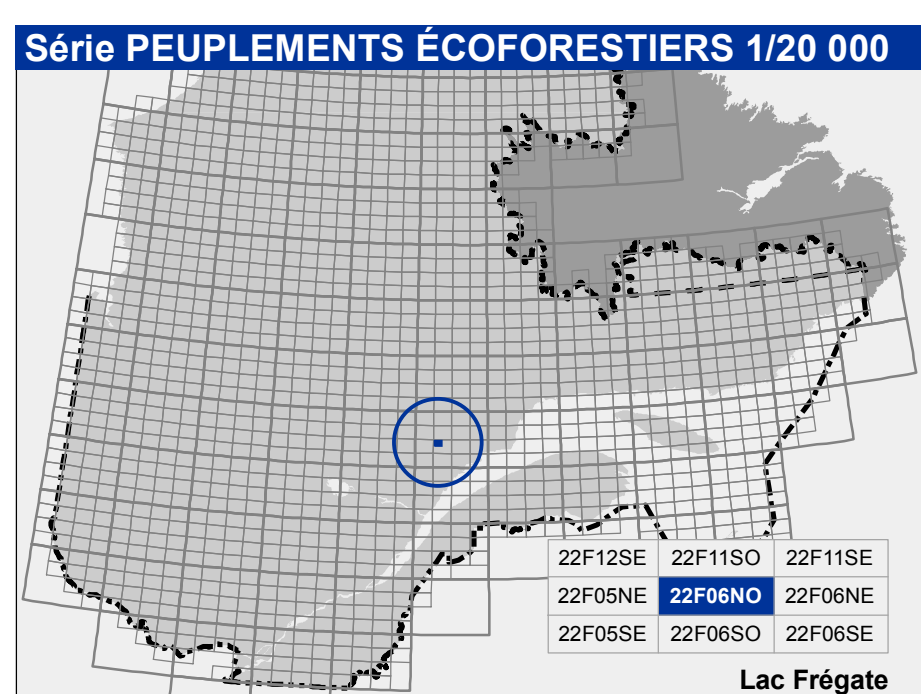 Série PEUPLEMENTS ÉCOFORESTIERS 1/20 000
22F12SE 22F11SO 22F11SE
22F05NE 22F06NO 22F06NE
22F05SE 22F06SO 22F06SE
Lac Frégate